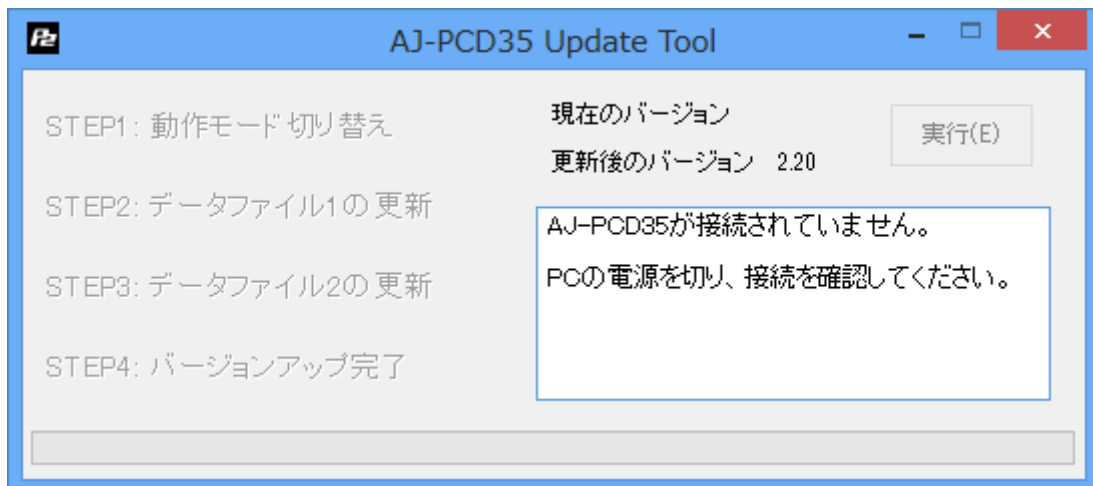 P2
AJ-PCD35 Update Tool
STEP1: 動作モード切り替え
現在のバージョン
実行(E)
更新後のバージョン 2.20
STEP2: データファイル1の更新
AJ-PCD35が接続されていません。
PCの電源を切り、接続を確認してください。
STEP3: データファイル2の更新
STEP4: バージョンアップ完了